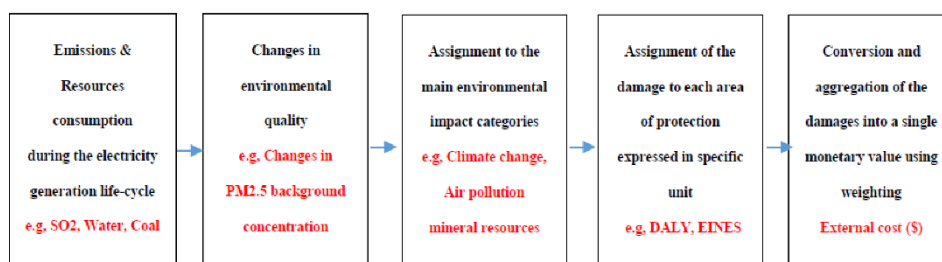 Emissions &
Resources
consumption
during the electricity
generation life-cycle
e.g, SO2, Water, Coal
Changes in
environmental
quality
e.g, Changes in
PM2.5 background
concentration
Assignment to the
main environmental
impact categories
e.g, Climate change,
Air pollution
mineral resources
Assignment of the
damage to each area
of protection
expressed in specific
unit
e.g, DALY, EINES
Conversion and
aggregation of the
damages into a single
monetary value using
weighting
External cost ($)